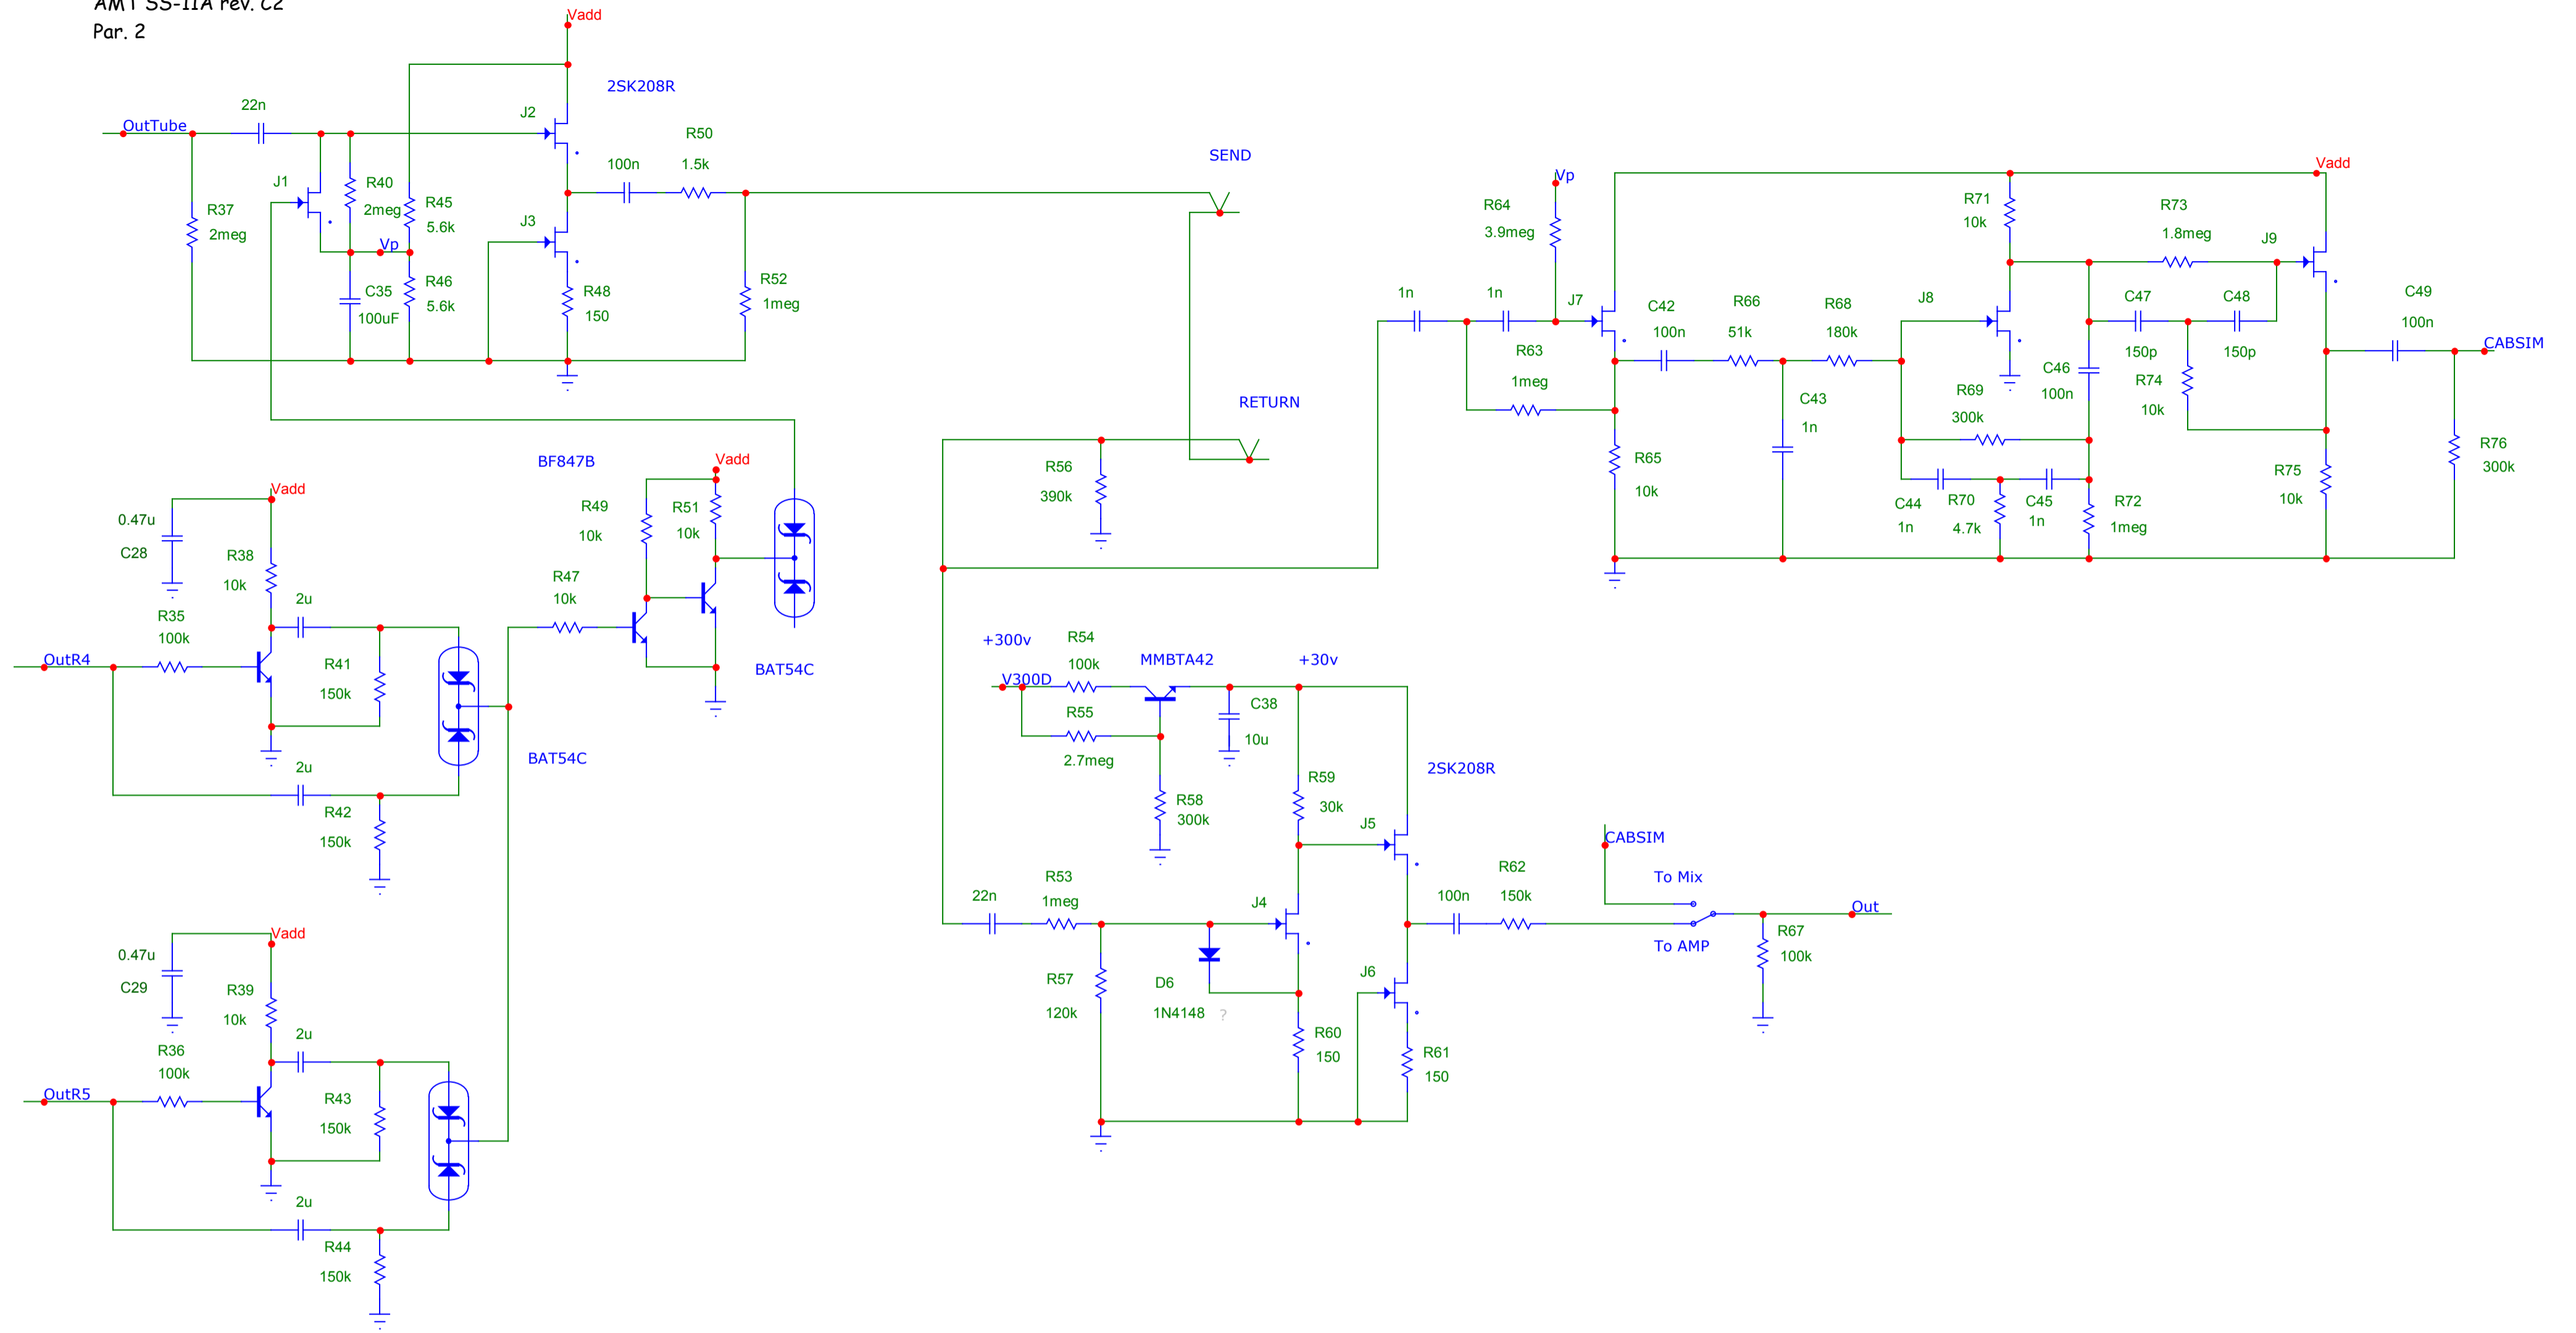 AMT SS-11A rev. C2
Par. 2
Vadd
2SK208R
22n
OutTube
J2
R50
100n
1.5k
SEND
J1
R40
2meg
R45
5.6k
R37
2meg
Vp
J3
R46
5.6k
C35
100uF
R48
150
R52
1meg
Vp
R64
3.9meg
Vadd
R71
10k
R73
1.8meg
J9
1n
1n
J7
C42
100n
R66
51k
R68
180k
J8
C47
150p
C48
150p
C49
100n
CABSIM
R63
1meg
C46
100n
R74
10k
R69
300k
C43
1n
RETURN
R65
10k
C44
1n
R70
4.7k
C45
1n
R72
1meg
R75
10k
R76
300k
BF847B
Vadd
R56
390k
Vadd
0.47u
C28
R38
10k
R49
10k
R51
10k
R47
10k
2u
R35
100k
OutR4
R41
150k
BAT54C
BAT54C
2u
R42
150k
+300v
R54
100k
MMBTA42
+30v
V300D
R55
2.7meg
C38
10u
R58
300k
R59
30k
2SK208R
J5
CABSIM
22n
R53
1meg
J4
100n
R62
150k
To Mix
Out
To AMP
R67
100k
R57
120k
D6
1N4148 ?
J6
R60
150
R61
150
Vadd
0.47u
C29
R39
10k
2u
R36
100k
OutR5
R43
150k
2u
R44
150k